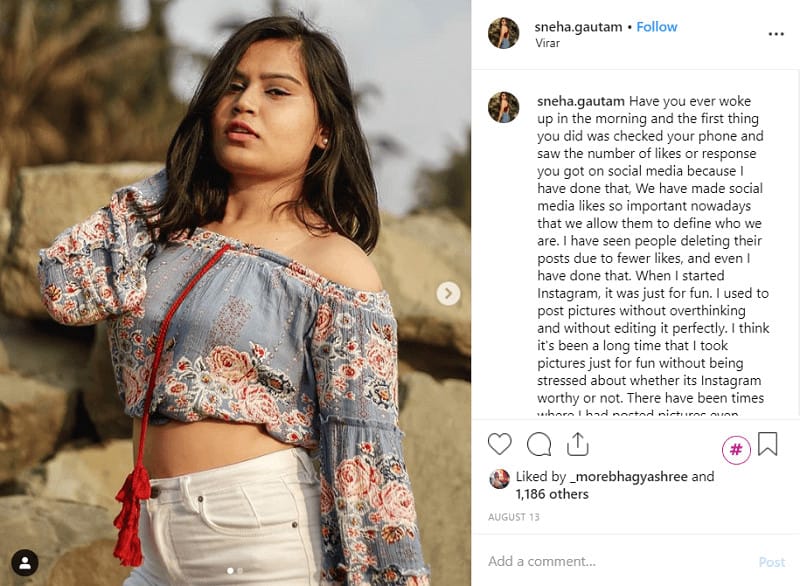 sneha.gautam • Follow
Virar
sneha.gautam Have you ever woke
up in the morning and the first thing
you did was checked your phone and
saw the number of likes or response
you got on social media because I
have done that, We have made social
media likes so important nowadays
that we allow them to define who we
are. I have seen people deleting their
posts due to fewer likes, and even I
have done that. When I started
Instagram, it was just for fun. I used to
post pictures without overthinking
and without editing it perfectly. I think
it's been a long time that I took
pictures just for fun without being
stressed about whether its Instagram
worthy or not. There have been times
where I had posted pictures even
#
Liked by _morebhagyashree and
1,186 others
AUGUST 13
Add a comment...
Post